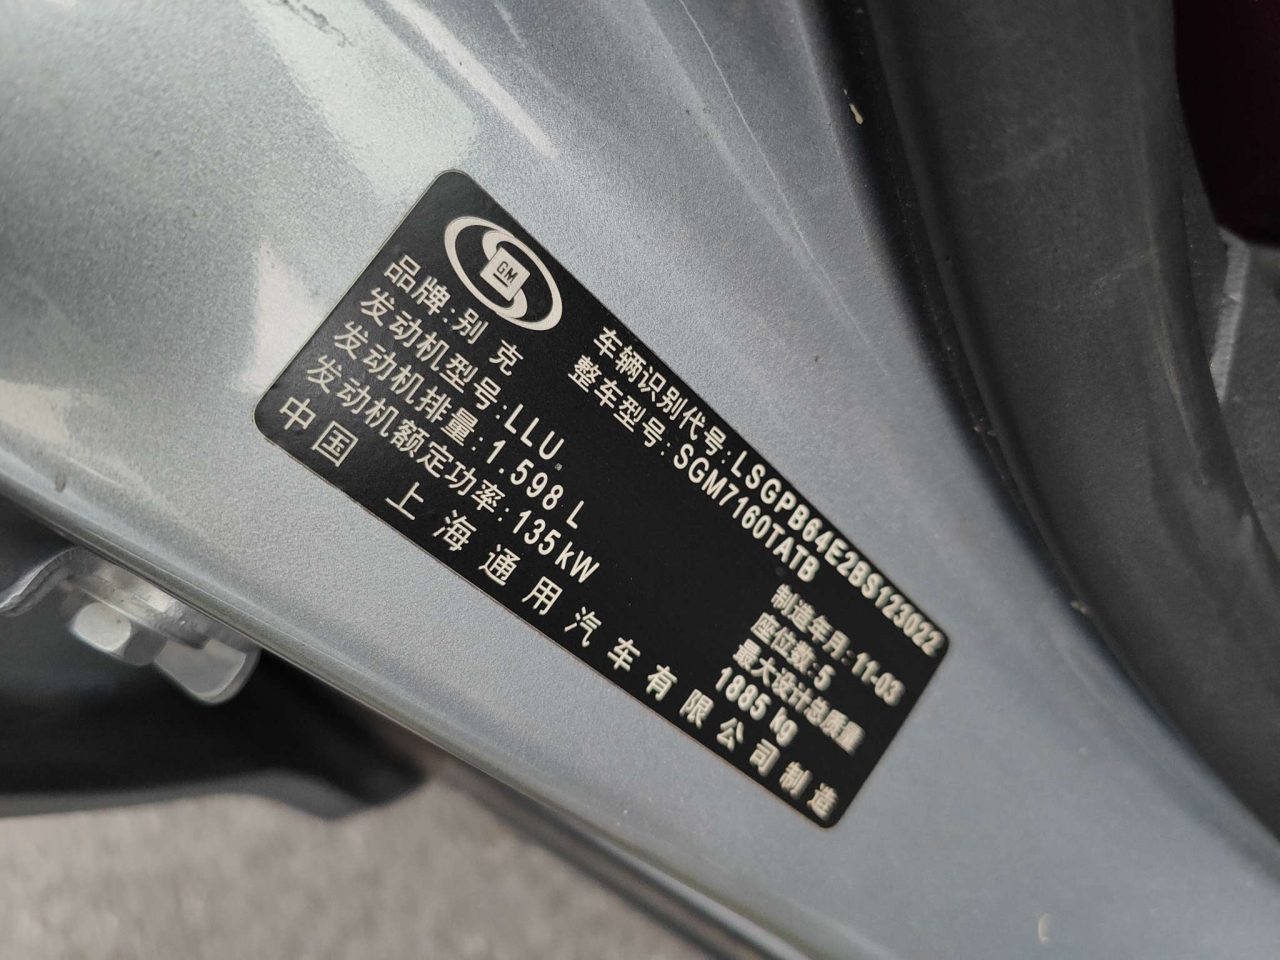 GM
车辆识别代号:LSGPB64E2BS123022
品牌:别克
整车型号:SGM7160TATB
发动机型号:LLU
发动机排量:1.598 L
制造年月:11-03
发动机额定功率:135kW
座位数:5
最大设计总质量
1885 kg
中国 上海通用汽车有限公司制造